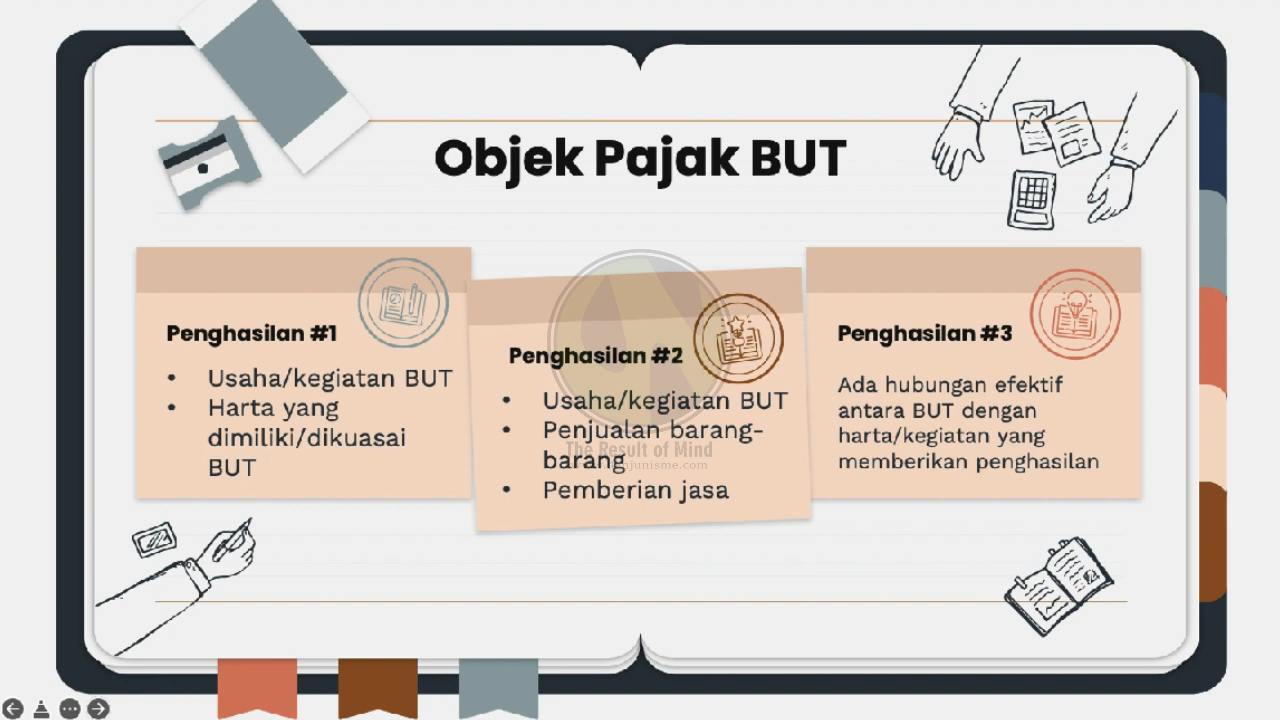 Objek Pajak BUT
Penghasilan #1
• Usaha/kegiatan BUT
• Harta yang
dimiliki/dikuasai
BUT
Penghasilan #2
• Usaha/kegiatan BUT
• Penjualan barang-
barang
• Pemberian jasa
The Result of Mind
Penghasilan #3
Ada hubungan efektif
antara BUT dengan
harta/kegiatan yang
memberikan penghasilan